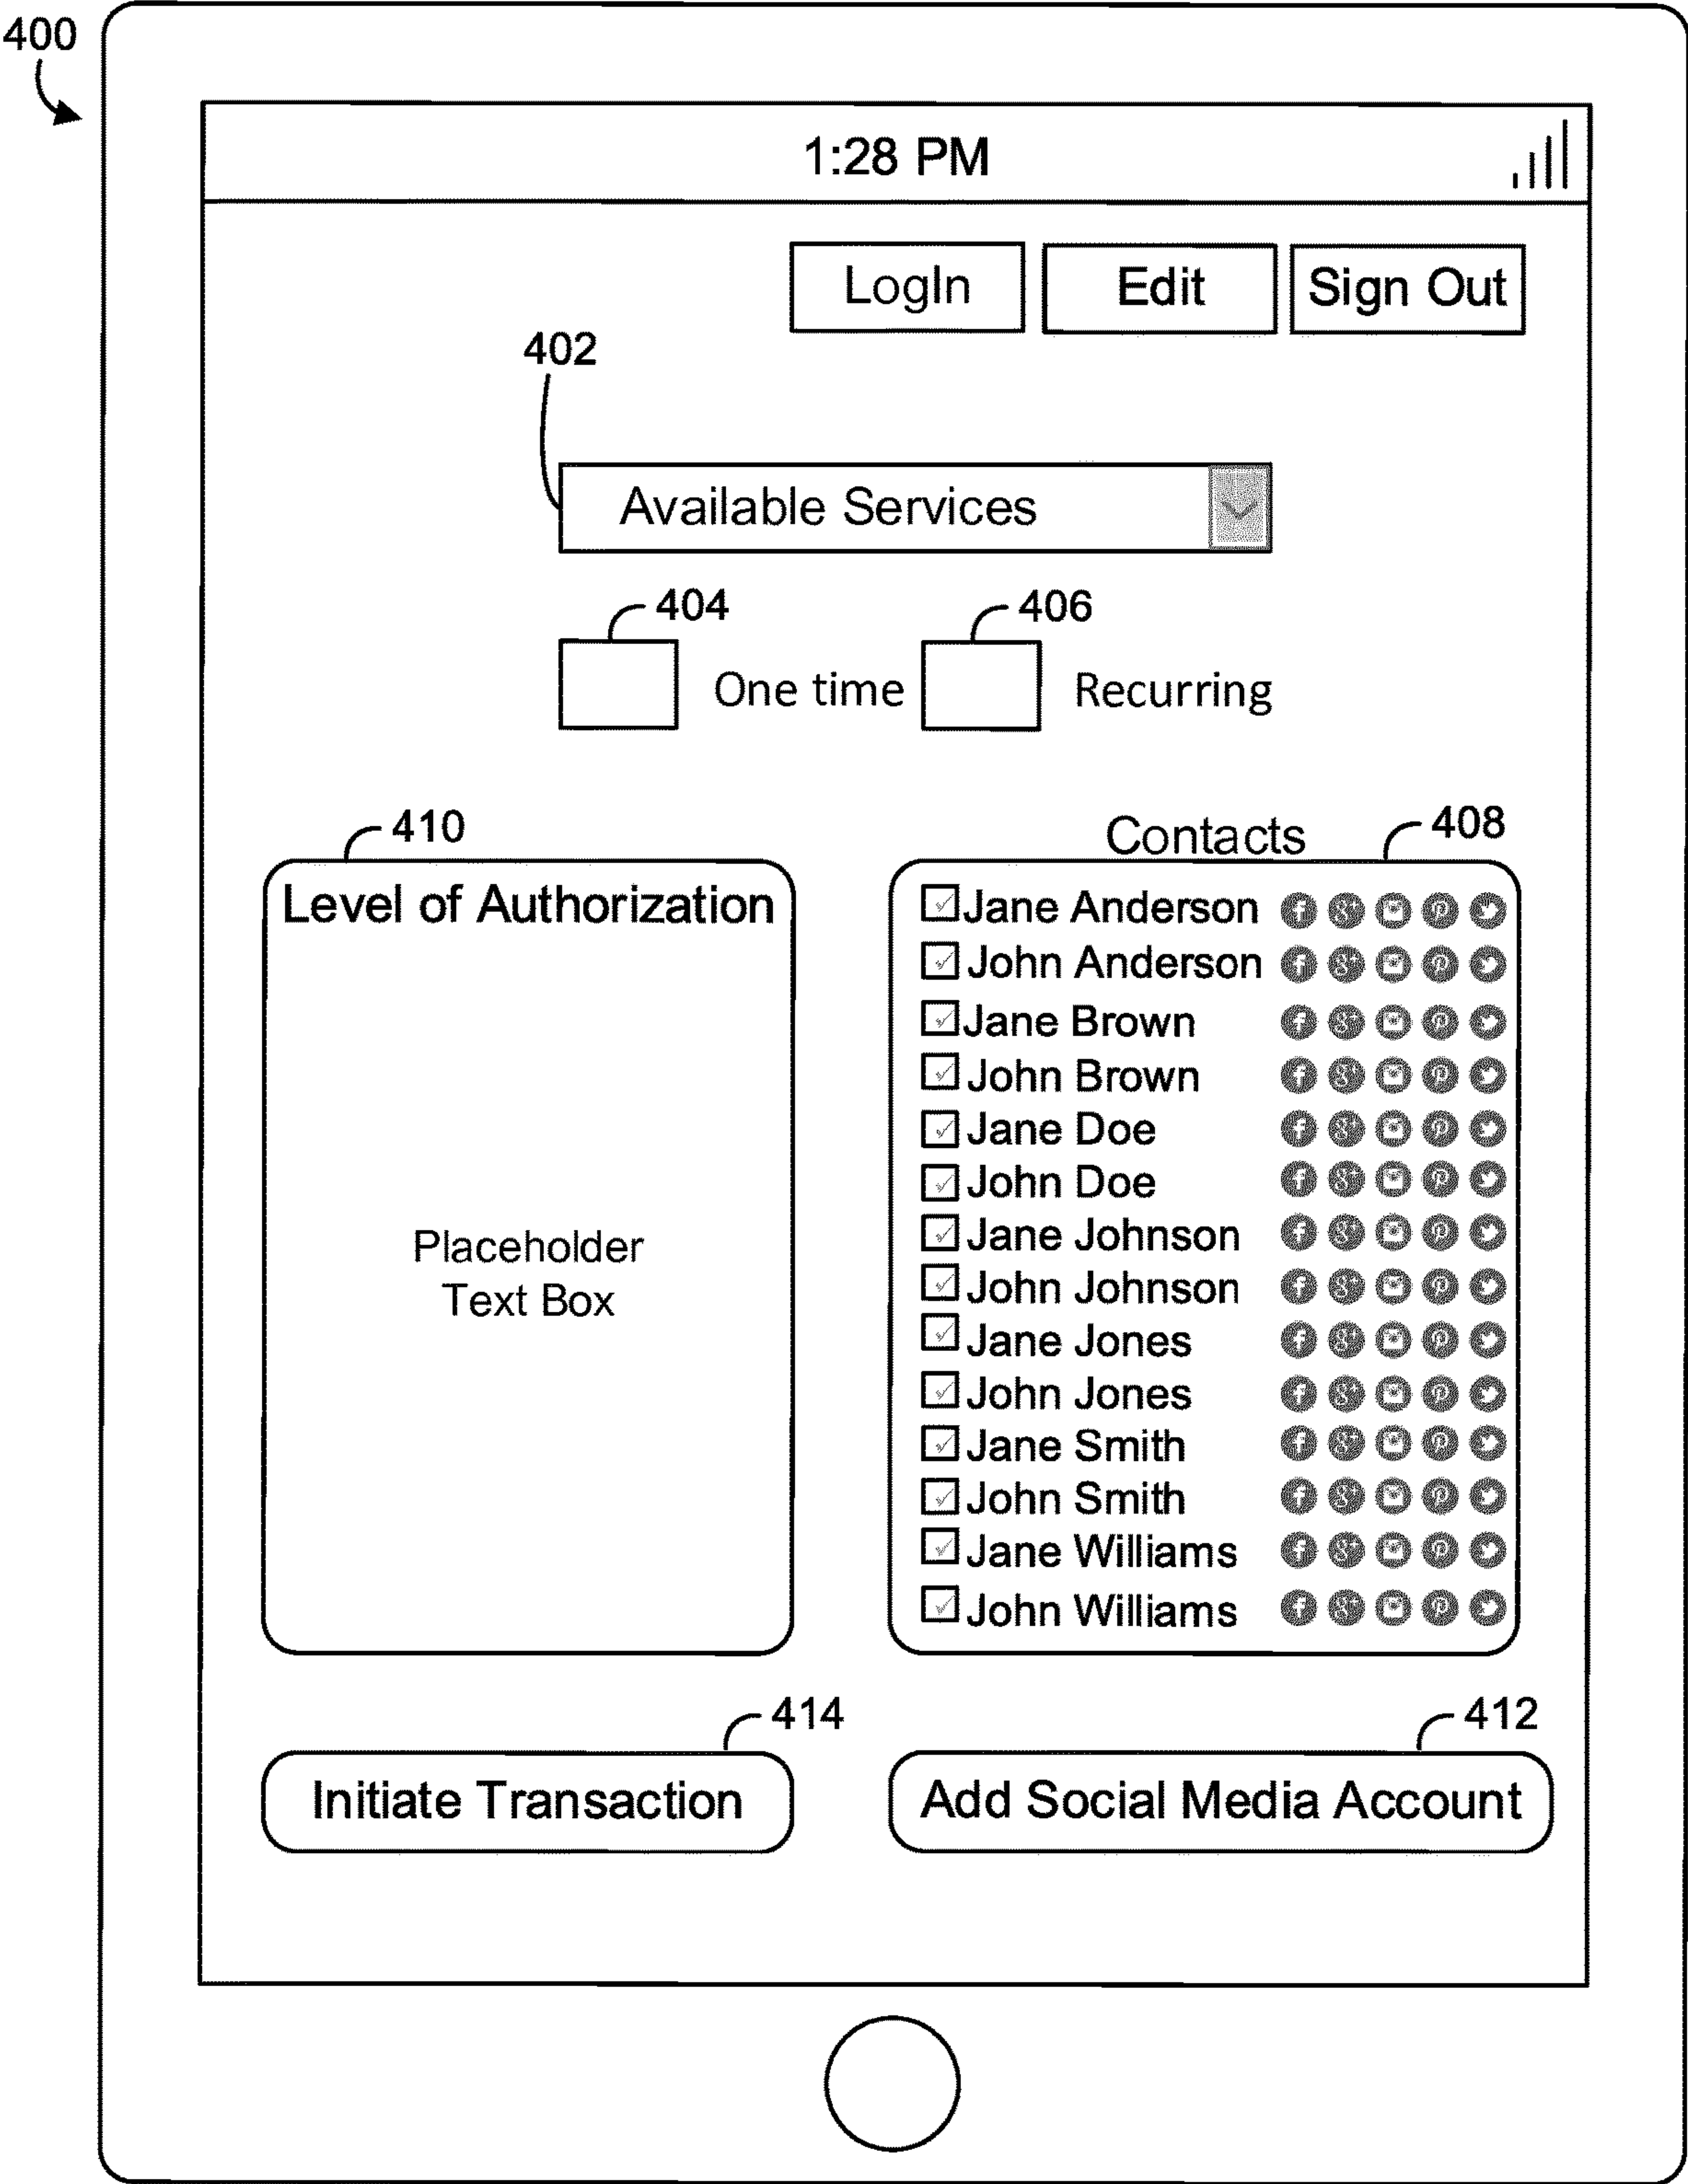 400
1:28 PM
LogIn Edit Sign Out
402
Available Services
404 406
One time Recurring
410 Contacts 408
Level of Authorization
Placeholder
Text Box
Jane Anderson
John Anderson
Jane Brown
John Brown
Jane Doe
John Doe
Jane Johnson
John Johnson
Jane Jones
John Jones
Jane Smith
John Smith
Jane Williams
John Williams
414 412
Initiate Transaction Add Social Media Account